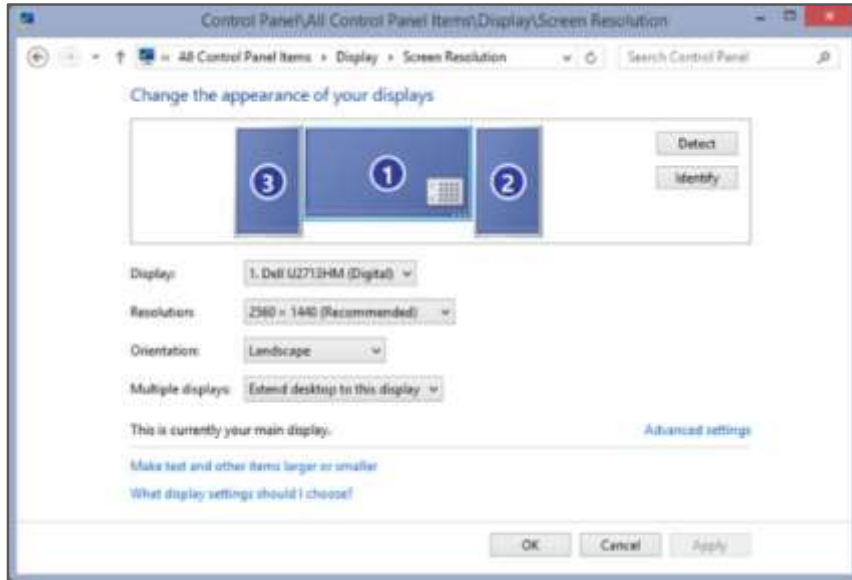 Control Panel\All Control Panel Items\Display\Screen Resolution
All Control Panel Items Display Screen Resolution Search Control Panel
Change the appearance of your displays
3 1 2
Detect
Identify
Display: 1. Dell U2713HM (Digital)
Resolution: 2560 × 1440 (Recommended)
Orientation: Landscape
Multiple displays: Extend desktop to this display
This is currently your main display. Advanced settings
Make text and other items larger or smaller
What display settings should I choose?
OK Cancel Apply